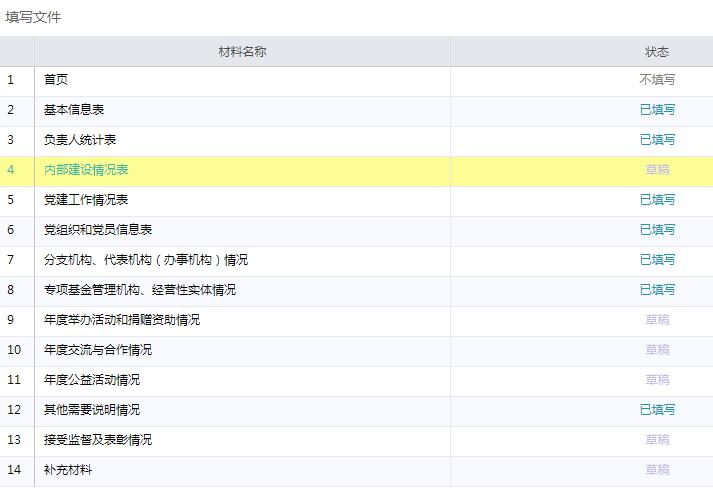 填写文件
材料名称 状态
1 首页 不填写
2 基本信息表 已填写
3 负责人统计表 已填写
4 内部建设情况表 草稿
5 党建工作情况表 已填写
6 党组织和党员信息表 已填写
7 分支机构、代表机构（办事机构）情况 已填写
8 专项基金管理机构、经营性实体情况 已填写
9 年度举办活动和捐赠资助情况 草稿
10 年度交流与合作情况 草稿
11 年度公益活动情况 草稿
12 其他需要说明情况 已填写
13 接受监督及表彰情况 草稿
14 补充材料 草稿